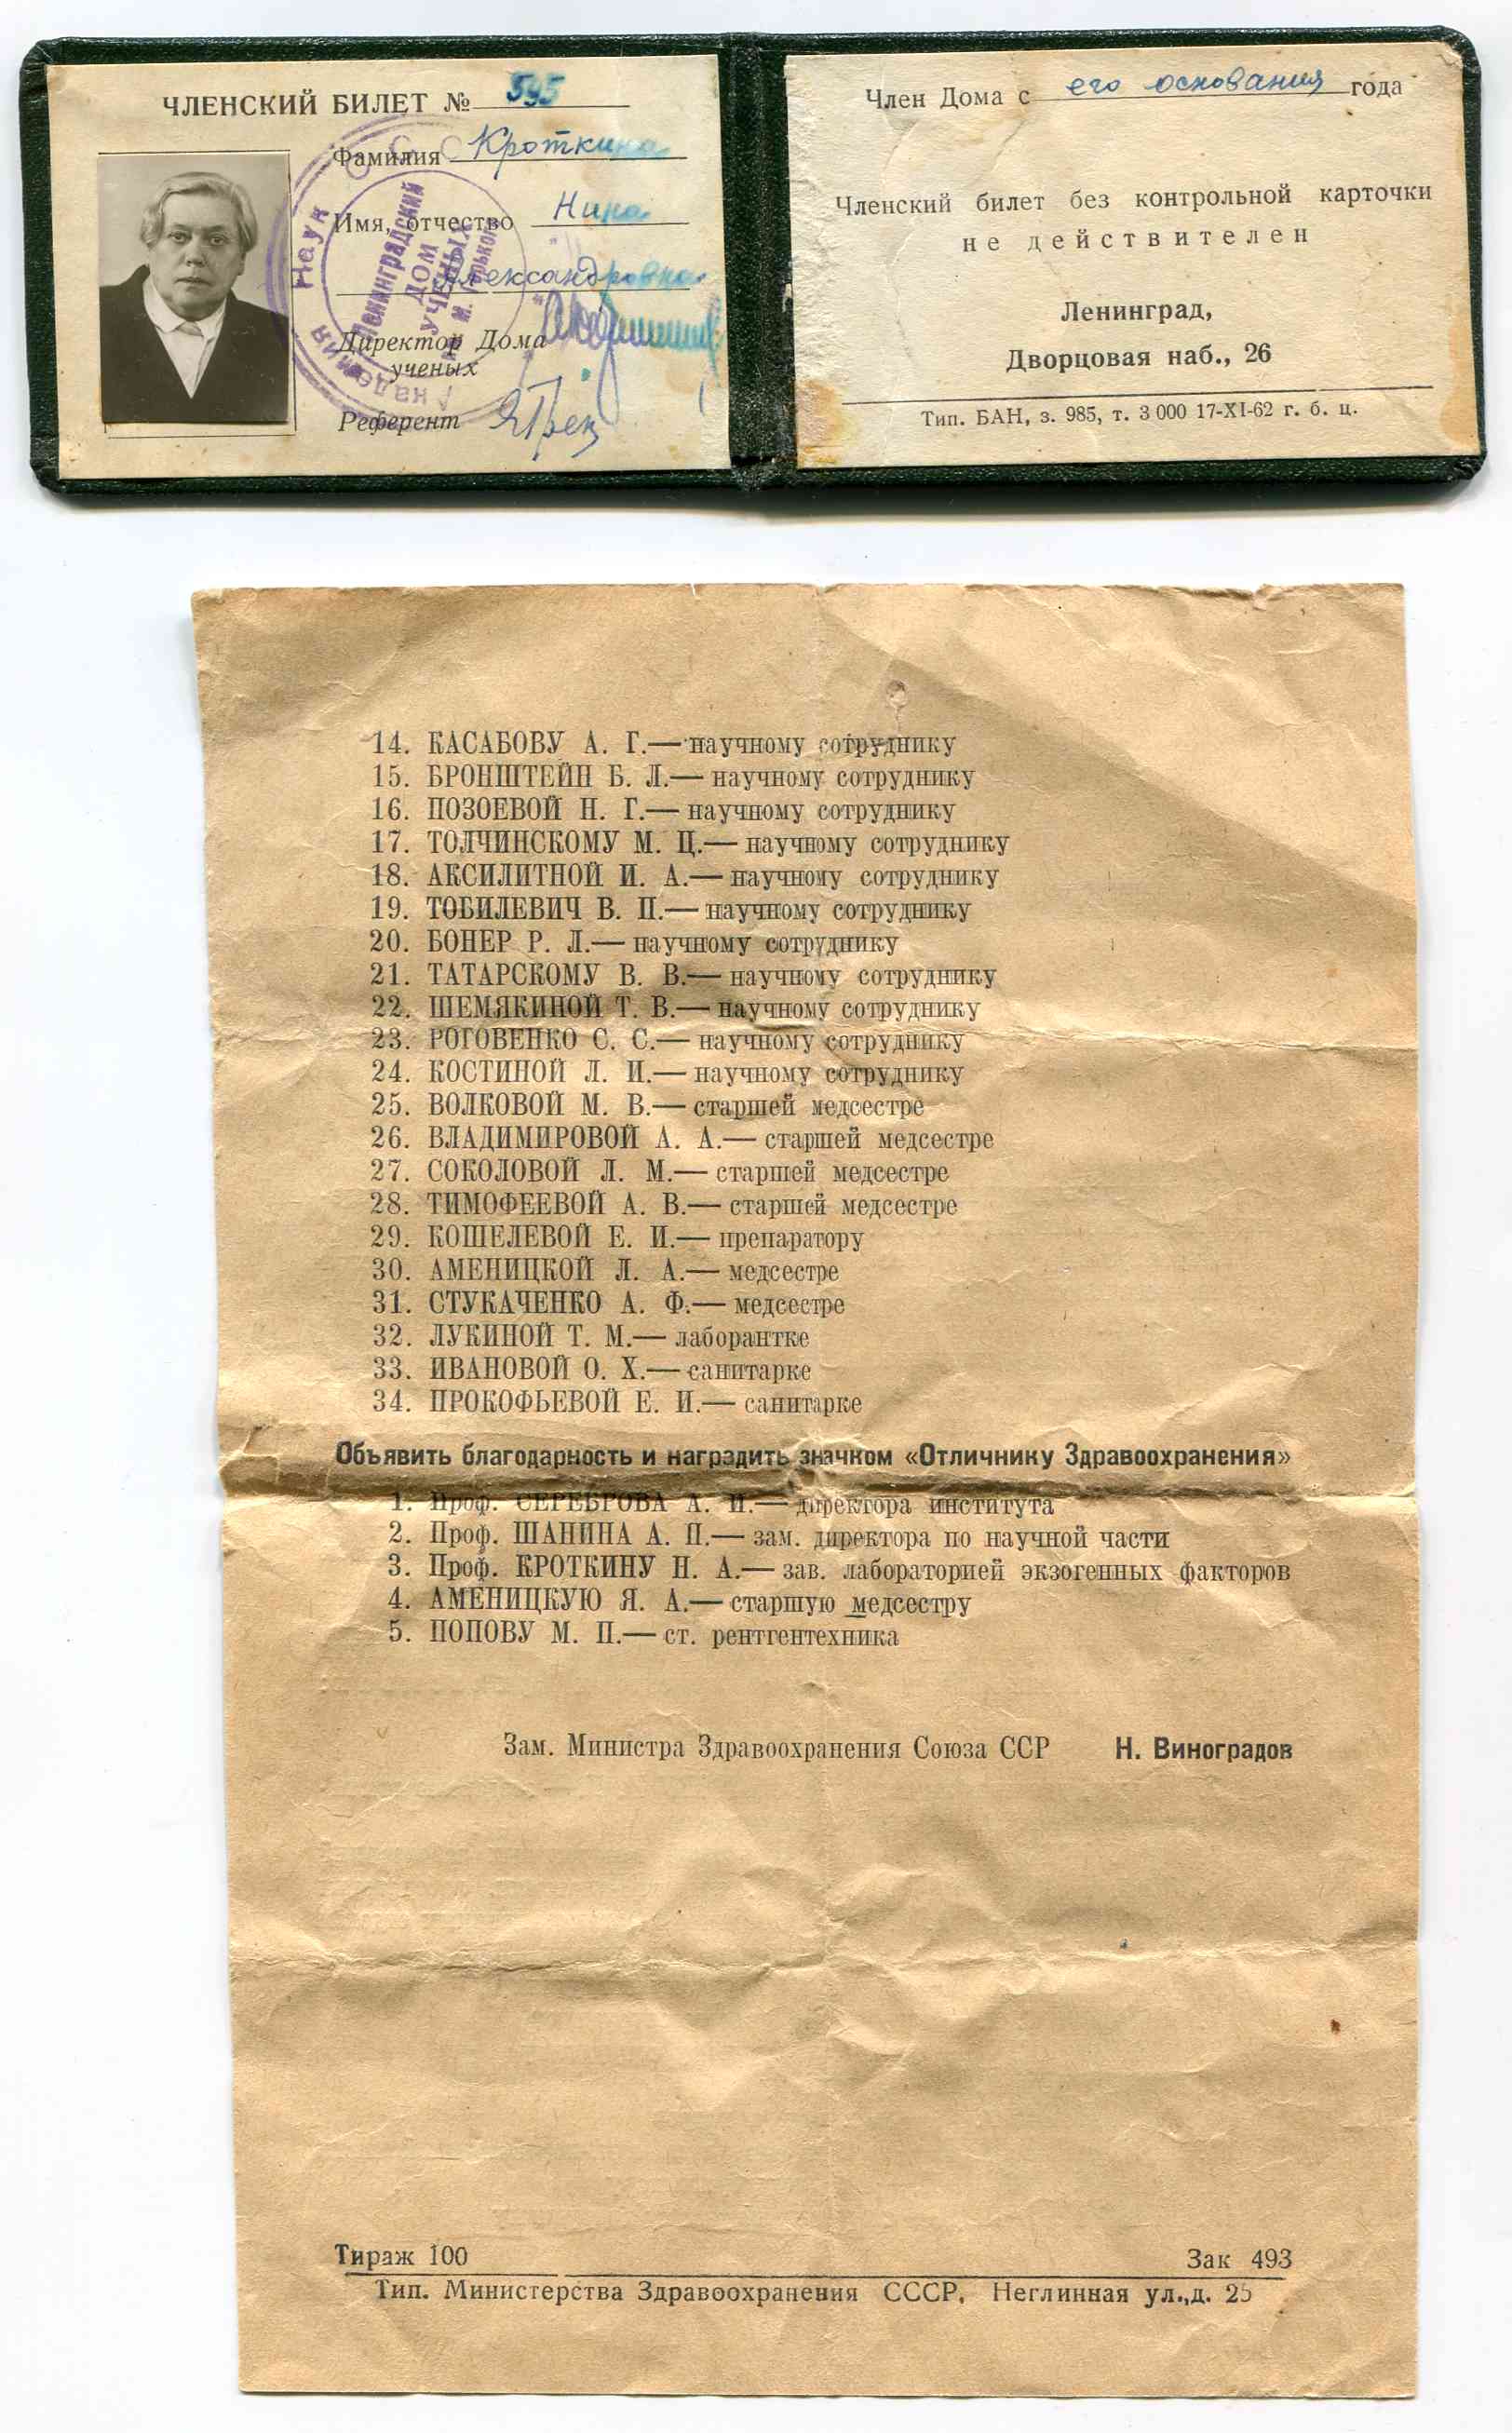 ЧЛЕНСКИЙ БИЛЕТ № 595
Фамилия Кроткина
Имя, отчество Нина
Александровна
Директор Дома
ученых
Референт
Наук
Ленинградский
ДОМ
УЧЕНЫХ
Член Дома с его основания года
Членский билет без контрольной карточки
не действителен
Ленинград,
Дворцовая наб., 26
Тип. БАН, з. 985, т. 3 000 17-XI-62 г. б. ц.
14. КАСАБОВУ А. Г.— научному сотруднику
15. БРОНШТЕЙН Б. Л.— научному сотруднику
16. ПОЗОЕВОЙ Н. Г.— научному сотруднику
17. ТОЛЧИНСКОМУ М. Ц.— научному сотруднику
18. АКСИЛИТНОЙ И. А.— научному сотруднику
19. ТОБИЛЕВИЧ В. П.— научному сотруднику
20. БОНЕР Р. Л.— научному сотруднику
21. ТАТАРСКОМУ В. В.— научному сотруднику
22. ШЕМЯКИНОЙ Т. В.— научному сотруднику
23. РОГОВЕНКО С. С.— научному сотруднику
24. КОСТИНОЙ Л. И.— научному сотруднику
25. ВОЛКОВОЙ М. В.— старшей медсестре
26. ВЛАДИМИРОВОЙ А. А.— старшей медсестре
27. СОКОЛОВОЙ Л. М.— старшей медсестре
28. ТИМОФЕЕВОЙ А. В.— старшей медсестре
29. КОШЕЛЕВОЙ Е. И.— препаратору
30. АМЕНИЦКОЙ Л. А.— медсестре
31. СТУКАЧЕНКО А. Ф.— медсестре
32. ЛУКИНОЙ Т. М.— лаборантке
33. ИВАНОВОЙ О. Х.— санитарке
34. ПРОКОФЬЕВОЙ Е. И.— санитарке
Объявить благодарность и наградить значком «Отличнику Здравоохранения»
1. Проф. СЕРЕБРОВА А. И.— директора института
2. Проф. ШАНИНА А. П.— зам. директора по научной части
3. Проф. КРОТКИНУ Н. А.— зав. лабораторией экзогенных факторов
4. АМЕНИЦКУЮ Я. А.— старшую медсестру
5. ПОПОВУ М. П.— ст. рентгентехника
Зам. Министра Здравоохранения Союза ССР Н. Виноградов
Тираж 100 Зак 493
Тип. Министерства Здравоохранения СССР, Неглинная ул.,д. 25